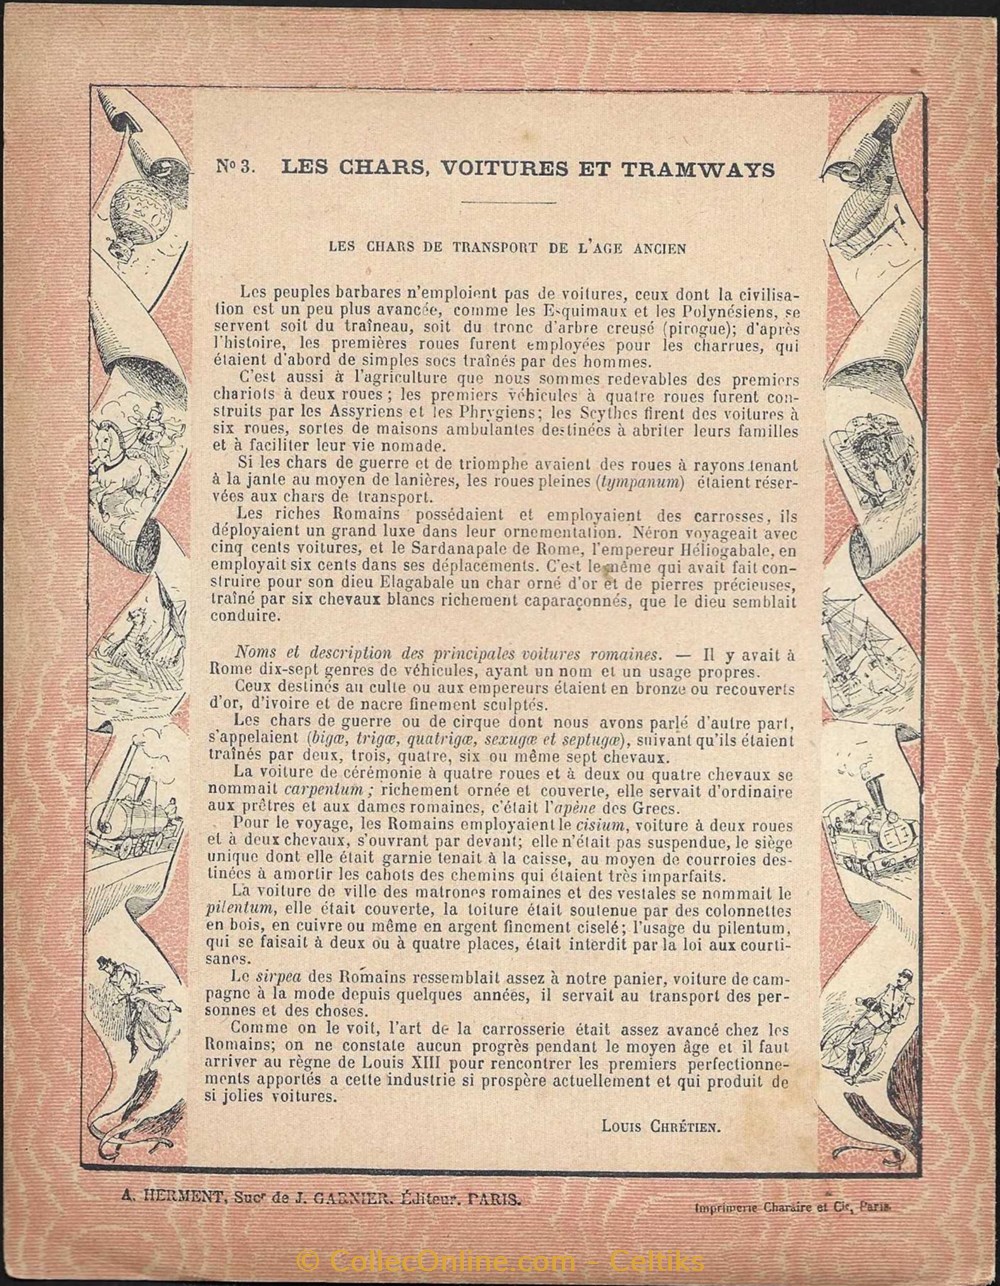 No 3. LES CHARS, VOITURES ET TRAMWAYS
LES CHARS DE TRANSPORT DE L'AGE ANCIEN
Les peuples barbares n'emploient pas de voitures, ceux dont la civilisa-
tion est un peu plus avancée, comme les Esquimaux et les Polynésiens, se
servent soit du traîneau, soit du tronc d'arbre creusé (pirogue); d'après
l'histoire, les premières roues furent employées pour les charrues, qui
étaient d'abord de simples socs traînés par des hommes.
C'est aussi à l'agriculture que nous sommes redevables des premiers
chariots à deux roues; les premiers véhicules à quatre roues furent con-
struits par les Assyriens et les Phrygiens; les Scythes firent des voitures à
six roues, sortes de maisons ambulantes destinées à abriter leurs familles
et à faciliter leur vie nomade.
Si les chars de guerre et de triomphe avaient des roues à rayons tenant
à la jante au moyen de lanières, les roues pleines (tympanum) étaient réser-
vées aux chars de transport.
Les riches Romains possédaient et employaient des carrosses, ils
déployaient un grand luxe dans leur ornementation. Néron voyageait avec
cinq cents voitures, et le Sardanapale de Rome, l'empereur Héliogabale, en
employait six cents dans ses déplacements. C'est le même qui avait fait con-
struire pour son dieu Elagabale un char orné d'or et de pierres précieuses,
traîné par six chevaux blancs richement caparaçonnés, que le dieu semblait
conduire.
Noms et description des principales voitures romaines. — Il y avait à
Rome dix-sept genres de véhicules, ayant un nom et un usage propres.
Ceux destinés au culte ou aux empereurs étaient en bronze ou recouverts
d'or, d'ivoire et de nacre finement sculptés.
Les chars de guerre ou de cirque dont nous avons parlé d'autre part,
s'appelaient (bigæ, trigæ, quatrigæ, sexugæ et septugæ), suivant qu'ils étaient
traînés par deux, trois, quatre, six ou même sept chevaux.
La voiture de cérémonie à quatre roues et à deux ou quatre chevaux se
nommait carpentum; richement ornée et couverte, elle servait d'ordinaire
aux prêtres et aux dames romaines, c'était l'apène des Grecs.
Pour le voyage, les Romains employaient le cisium, voiture à deux roues
et à deux chevaux, s'ouvrant par devant; elle n'était pas suspendue, le siège
unique dont elle était garnie tenait à la caisse, au moyen de courroies des-
tinées à amortir les cahots des chemins qui étaient très imparfaits.
La voiture de ville des matrones romaines et des vestales se nommait le
pilentum, elle était couverte, la toiture était soutenue par des colonnettes
en bois, en cuivre ou même en argent finement ciselé; l'usage du pilentum,
qui se faisait à deux ou à quatre places, était interdit par la loi aux courti-
sanes.
Le sirpea des Romains ressemblait assez à notre panier, voiture de cam-
pagne à la mode depuis quelques années, il servait au transport des per-
sonnes et des choses.
Comme on le voit, l'art de la carrosserie était assez avancé chez les
Romains; on ne constate aucun progrès pendant le moyen âge et il faut
arriver au règne de Louis XIII pour rencontrer les premiers perfectionne-
ments apportés a cette industrie si prospère actuellement et qui produit de
si jolies voitures.
LOUIS CHRÉTIEN.
A. HERMENT, Sucr de J. GARNIER. Éditeur. PARIS.
Imprimerie Charaire et Cie, Paris.
© CollecOnline.com - Celtiks